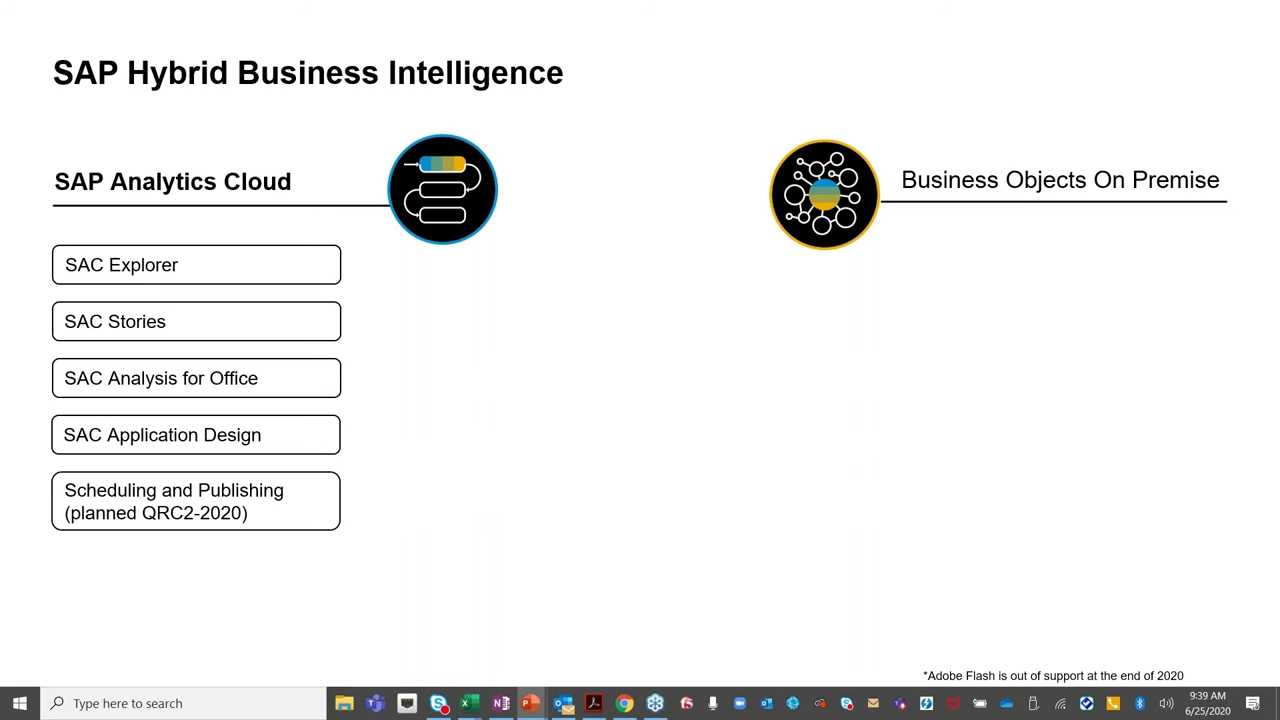 SAP Hybrid Business Intelligence
SAP Analytics Cloud
Business Objects On Premise
SAC Explorer
SAC Stories
SAC Analysis for Office
SAC Application Design
Scheduling and Publishing
(planned QRC2-2020)
*Adobe Flash is out of support at the end of 2020
Type here to search
9:39 AM
6/25/2020